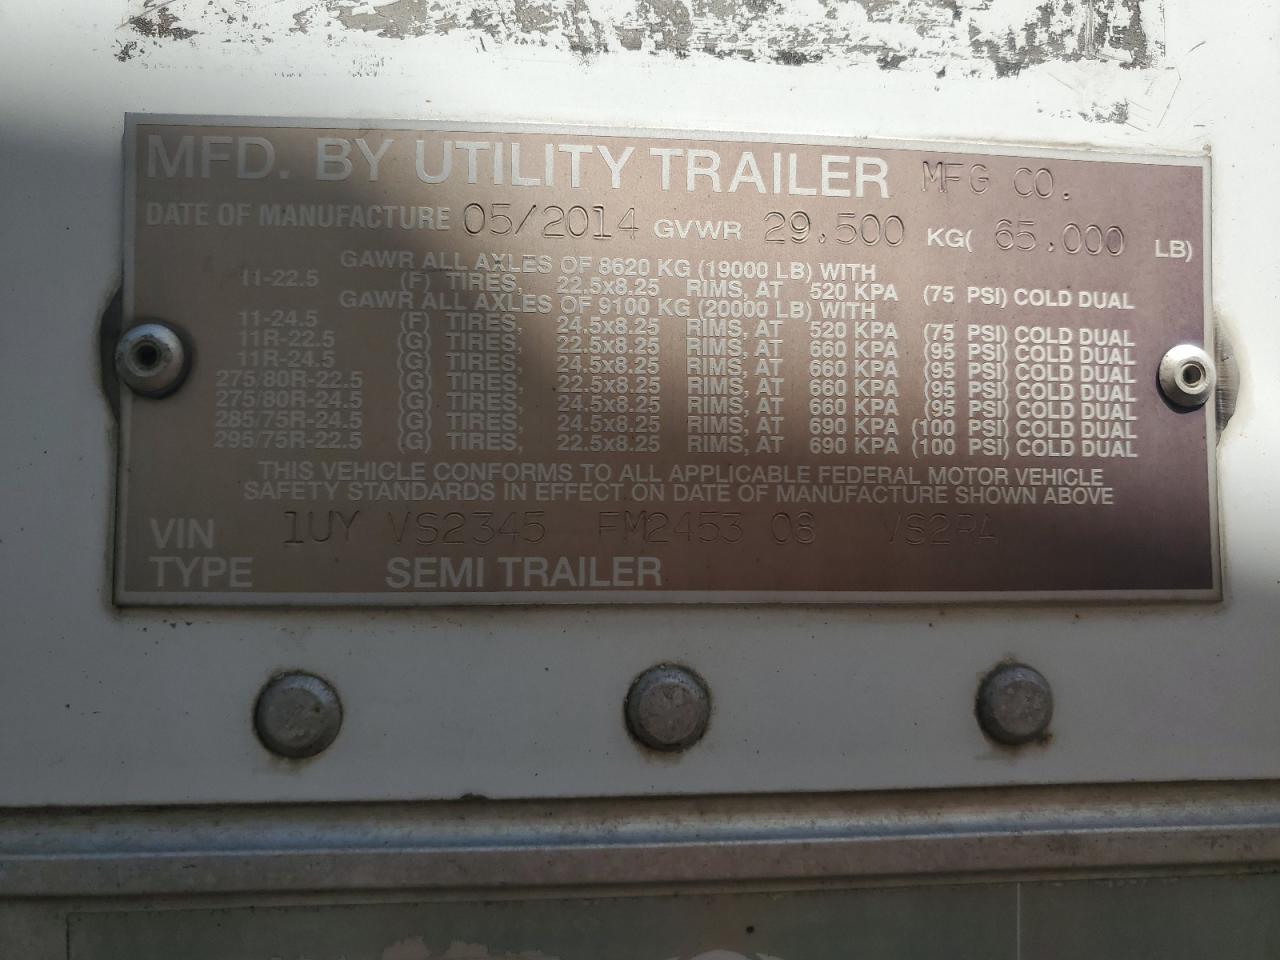 MFD. BY UTILITY TRAILER MFG CO.
DATE OF MANUFACTURE 05/2014 GVWR 29,500 KG( 65,000 LB)
GAWR ALL AXLES OF 8620 KG (19000 LB) WITH
11-22.5 (F) TIRES, 22.5x8.25 RIMS, AT 520 KPA (75 PSI) COLD DUAL
GAWR ALL AXLES OF 9100 KG (20000 LB) WITH
11-24.5 (F) TIRES, 24.5x8.25 RIMS, AT 520 KPA (75 PSI) COLD DUAL
11R-22.5 (G) TIRES, 22.5x8.25 RIMS, AT 660 KPA (95 PSI) COLD DUAL
11R-24.5 (G) TIRES, 24.5x8.25 RIMS, AT 660 KPA (95 PSI) COLD DUAL
275/80R-22.5 (G) TIRES, 22.5x8.25 RIMS, AT 660 KPA (95 PSI) COLD DUAL
275/80R-24.5 (G) TIRES, 24.5x8.25 RIMS, AT 660 KPA (95 PSI) COLD DUAL
285/75R-24.5 (G) TIRES, 24.5x8.25 RIMS, AT 690 KPA (100 PSI) COLD DUAL
295/75R-22.5 (G) TIRES, 22.5x8.25 RIMS, AT 690 KPA (100 PSI) COLD DUAL
THIS VEHICLE CONFORMS TO ALL APPLICABLE FEDERAL MOTOR VEHICLE
SAFETY STANDARDS IN EFFECT ON DATE OF MANUFACTURE SHOWN ABOVE
VIN 1UY VS2345 FM2453 08 VS2RA
TYPE SEMI TRAILER